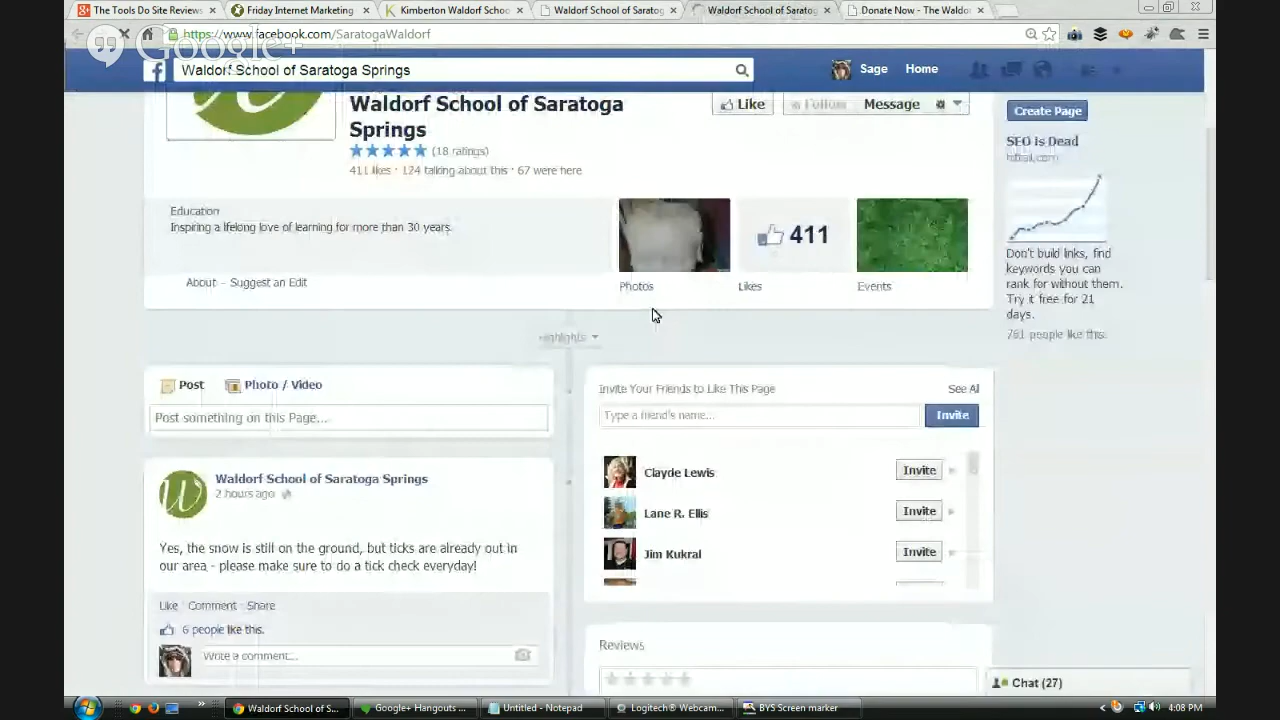 The Tools Do Site Reviews
Friday Internet Marketing
Kimberton Waldorf Schoo
Waldorf School of Saratog
Waldorf School of Saratog
Donate Now - The Waldor
https://www.facebook.com/SaratogaWaldorf
Google+
Waldorf School of Saratoga Springs
Sage
Home
Waldorf School of Saratoga
Springs
(18 ratings)
411 likes · 124 talking about this · 67 were here
Like
Follow
Message
Create Page
SEO is Dead
Don't build links, find
keywords you can
rank for without them.
Try it free for 21
days.
761 people like this.
Education
Inspiring a lifelong love of learning for more than 30 years.
About - Suggest an Edit
411
Photos
Likes
Events
Highlights
Post
Photo / Video
Post something on this Page...
Invite Your Friends to Like This Page
See All
Type a friend's name...
Invite
Clayde Lewis
Invite
Lane R. Ellis
Invite
Jim Kukral
Invite
Waldorf School of Saratoga Springs
2 hours ago
Yes, the snow is still on the ground, but ticks are already out in
our area - please make sure to do a tick check everyday!
Like · Comment · Share
6 people like this.
Write a comment...
Reviews
Chat (27)
Waldorf School of S...
Google+ Hangouts ...
Untitled - Notepad
Logitech® Webcam...
BYS Screen marker
4:08 PM